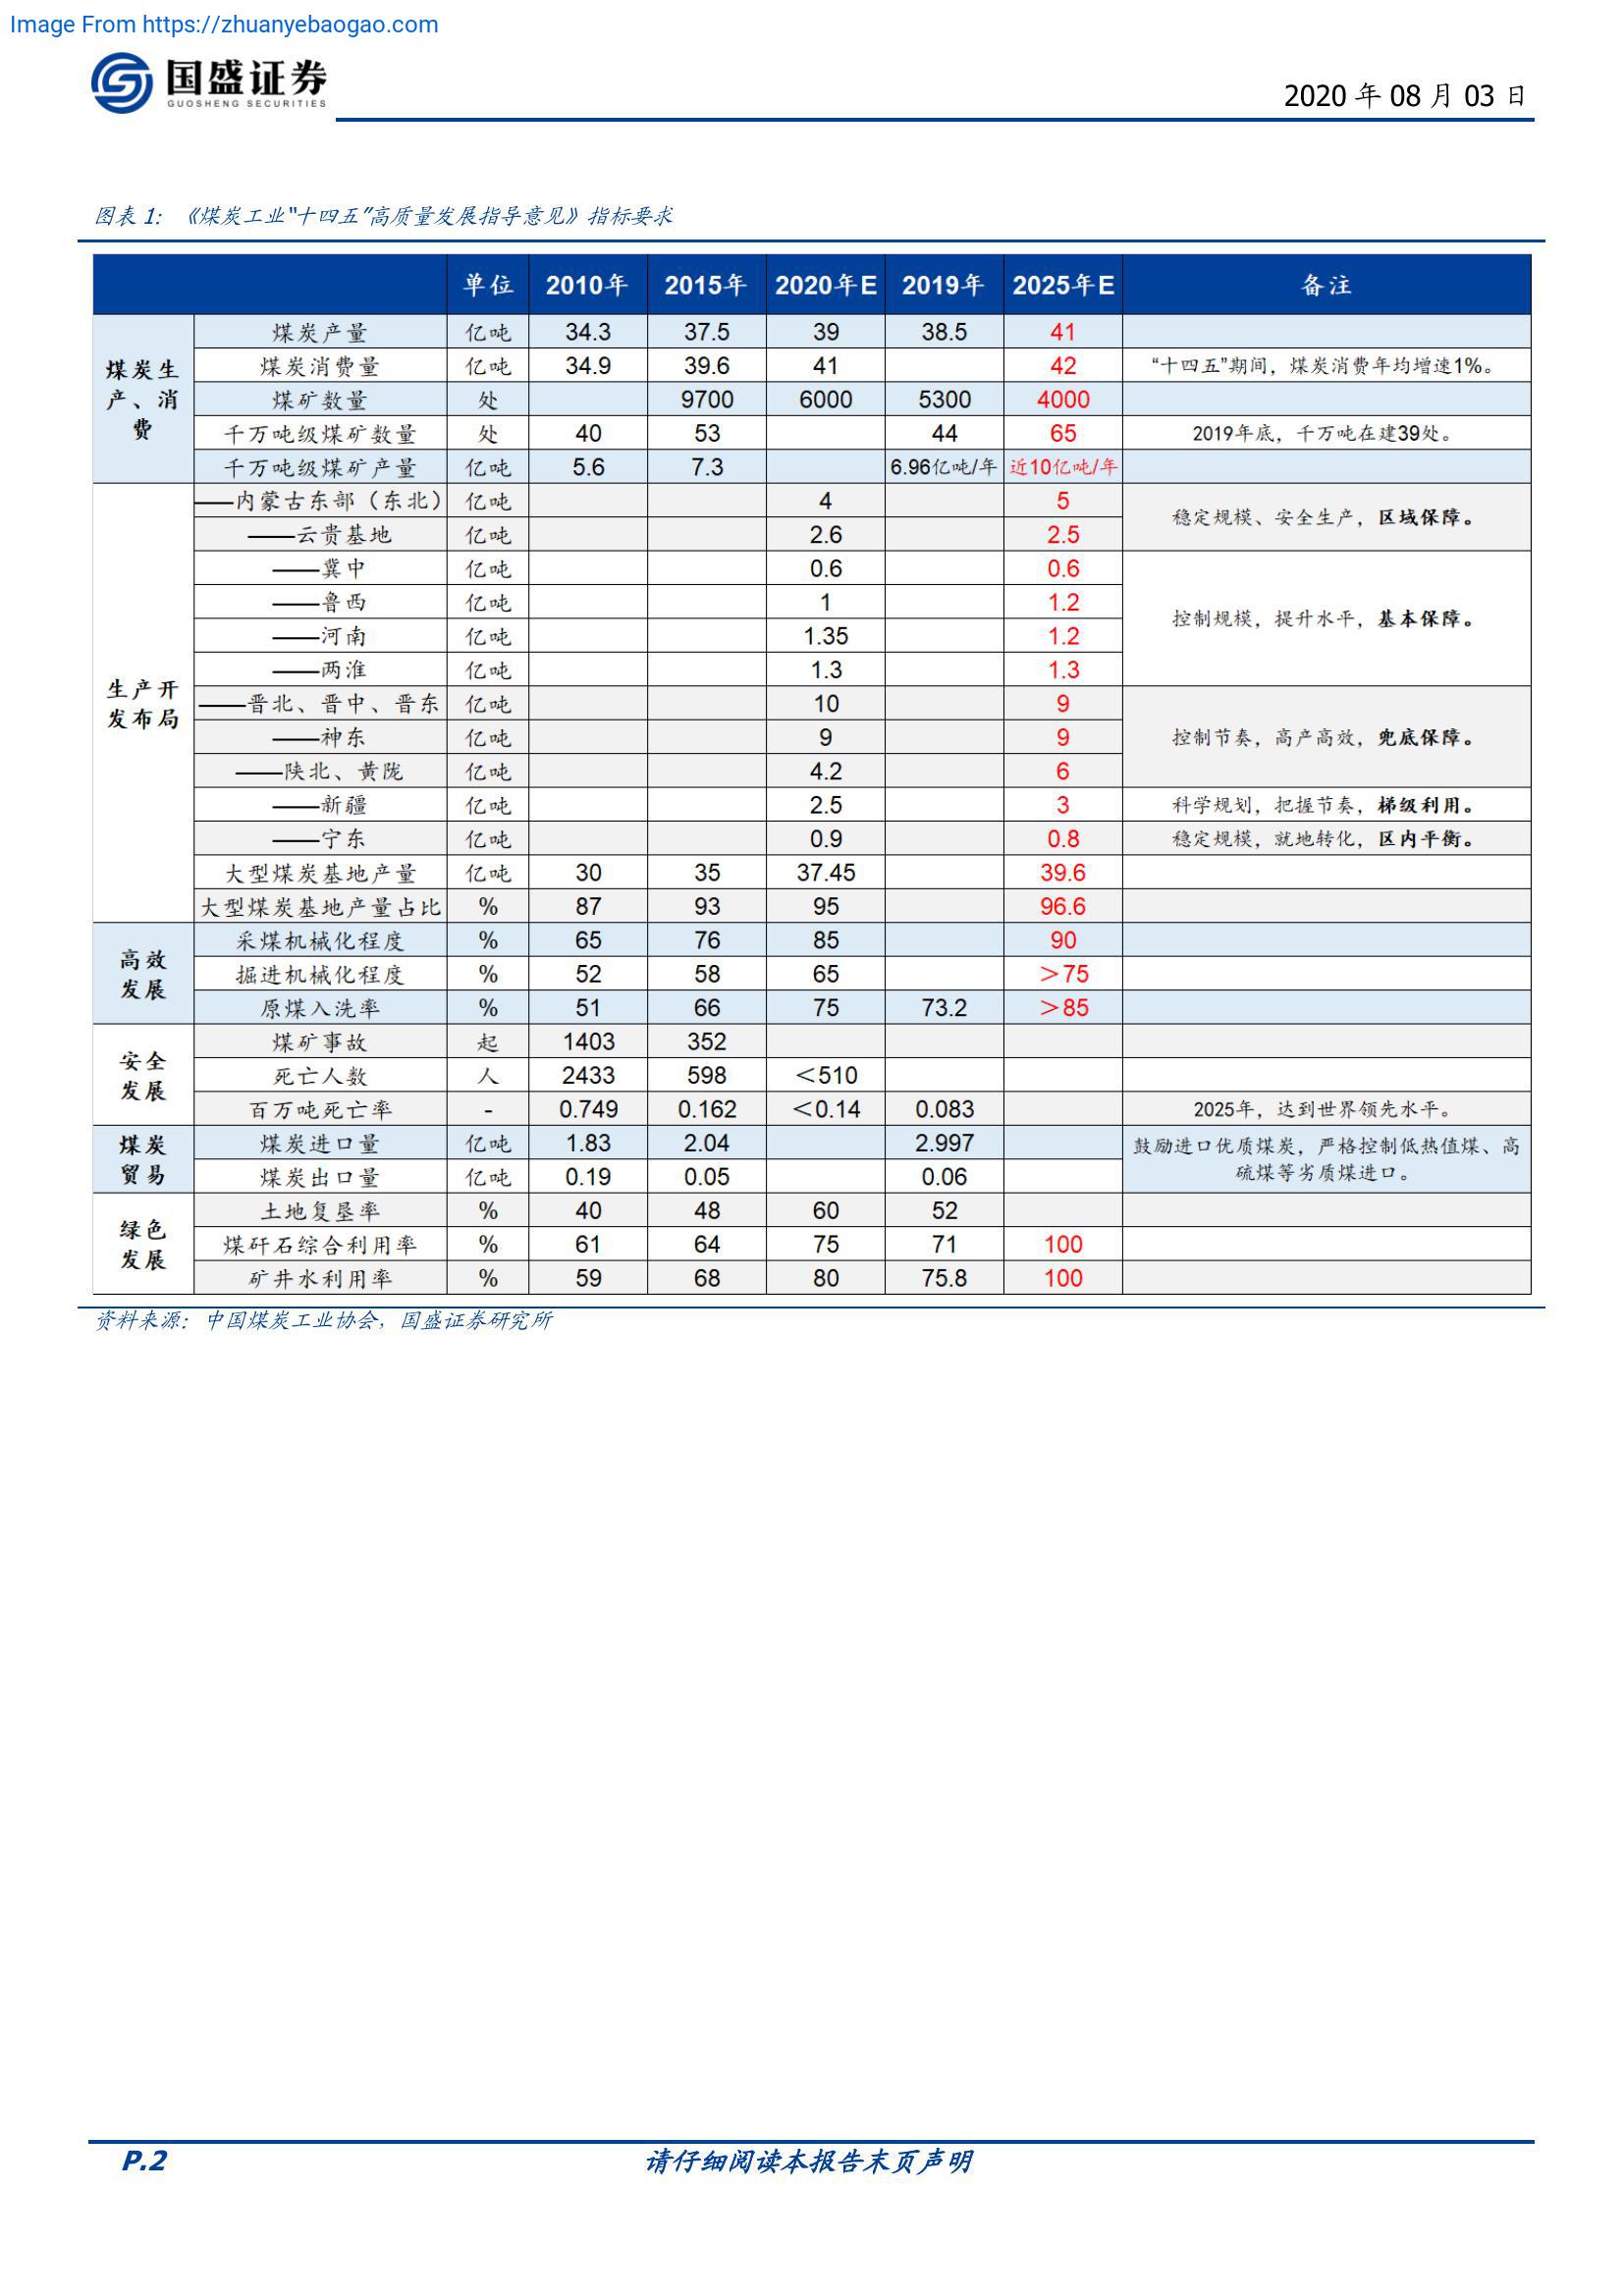 Image From https://zhuanyebaogao.com
国盛证券
GUOSHENG SECURITIES
2020 年 08 月 03 日
图表 1: 《煤炭工业“十四五”高质量发展指导意见》指标要求
单位 2010年 2015年 2020年E 2019年 2025年E 备注
煤炭生产、消费
煤炭产量 亿吨 34.3 37.5 39 38.5 41
煤炭消费量 亿吨 34.9 39.6 41 42 “十四五”期间，煤炭消费年均增速1%。
煤矿数量 处 9700 6000 5300 4000
千万吨级煤矿数量 处 40 53 44 65 2019年底，千万吨在建39处。
千万吨级煤矿产量 亿吨 5.6 7.3 6.96亿吨/年 近10亿吨/年
生产开发布局
——内蒙古东部（东北） 亿吨 4 5 稳定规模、安全生产，区域保障。
——云贵基地 亿吨 2.6 2.5
——冀中 亿吨 0.6 0.6 控制规模，提升水平，基本保障。
——鲁西 亿吨 1 1.2
——河南 亿吨 1.35 1.2
——两淮 亿吨 1.3 1.3
——晋北、晋中、晋东 亿吨 10 9 控制节奏，高产高效，兜底保障。
——神东 亿吨 9 9
——陕北、黄陇 亿吨 4.2 6
——新疆 亿吨 2.5 3 科学规划，把握节奏，梯级利用。
——宁东 亿吨 0.9 0.8 稳定规模，就地转化，区内平衡。
大型煤炭基地产量 亿吨 30 35 37.45 39.6
大型煤炭基地产量占比 % 87 93 95 96.6
高效发展
采煤机械化程度 % 65 76 85 90
掘进机械化程度 % 52 58 65 ＞75
原煤入洗率 % 51 66 75 73.2 ＞85
安全发展
煤矿事故 起 1403 352
死亡人数 人 2433 598 ＜510
百万吨死亡率 - 0.749 0.162 ＜0.14 0.083 2025年，达到世界领先水平。
煤炭贸易
煤炭进口量 亿吨 1.83 2.04 2.997 鼓励进口优质煤炭，严格控制低热值煤、高
硫煤等劣质煤进口。
煤炭出口量 亿吨 0.19 0.05 0.06
绿色发展
土地复垦率 % 40 48 60 52
煤矸石综合利用率 % 61 64 75 71 100
矿井水利用率 % 59 68 80 75.8 100
资料来源：中国煤炭工业协会，国盛证券研究所
P.2 请仔细阅读本报告末页声明